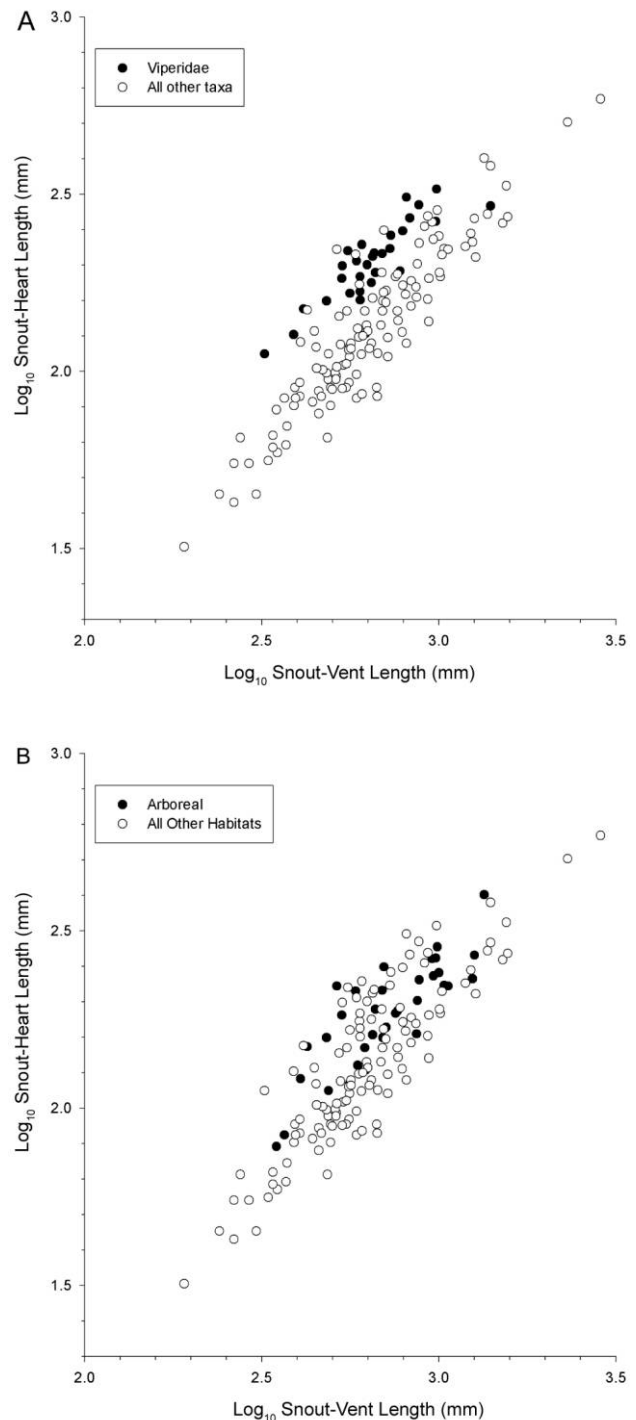 A
3.0
Viperidae
All other taxa
2.5
Log10 Snout-Heart Length (mm)
2.0
1.5
2.0 2.5 3.0 3.5
Log10 Snout-Vent Length (mm)
B
3.0
Arboreal
All Other Habitats
2.5
Log10 Snout-Heart Length (mm)
2.0
1.5
2.0 2.5 3.0 3.5
Log10 Snout-Vent Length (mm)